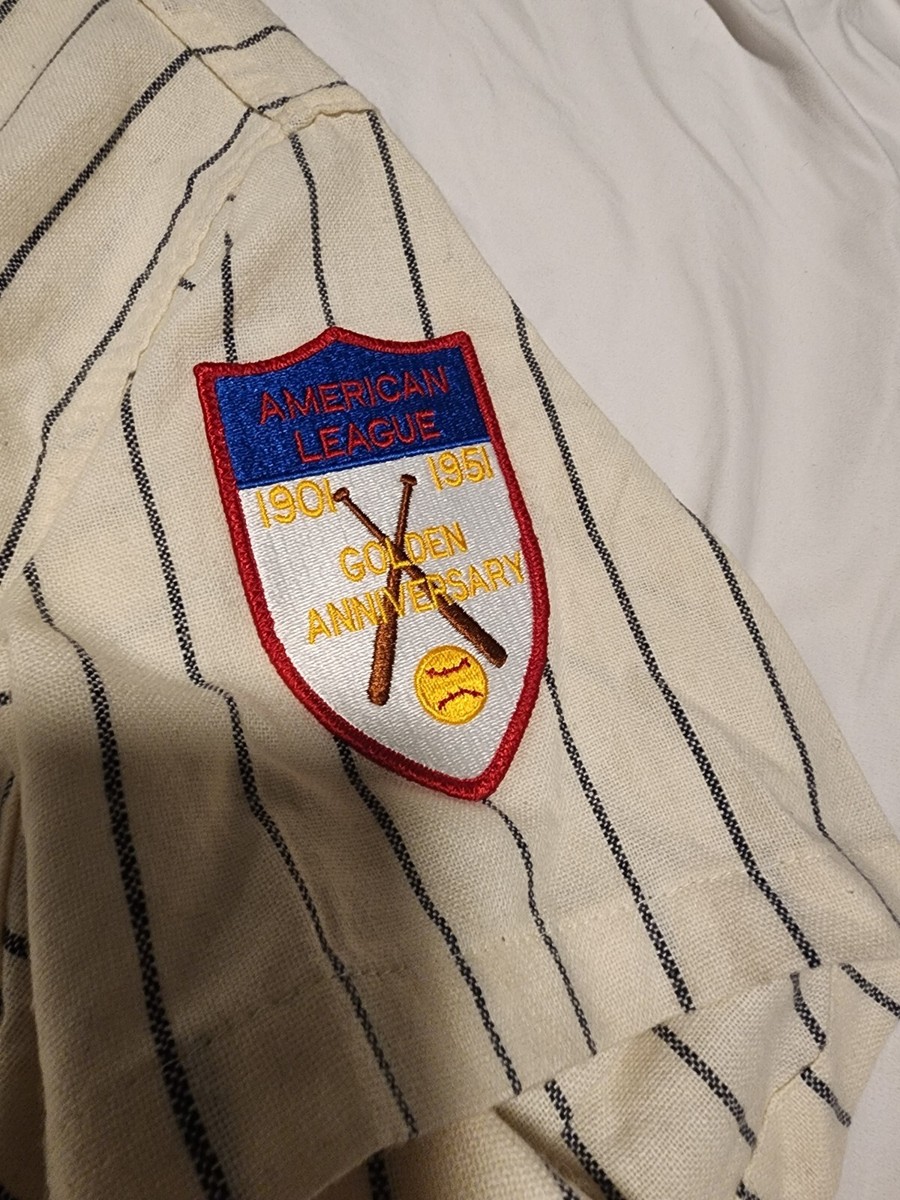 AMERICAN
LEAGUE
1901 1951
GOLDEN
ANNIVERSARY